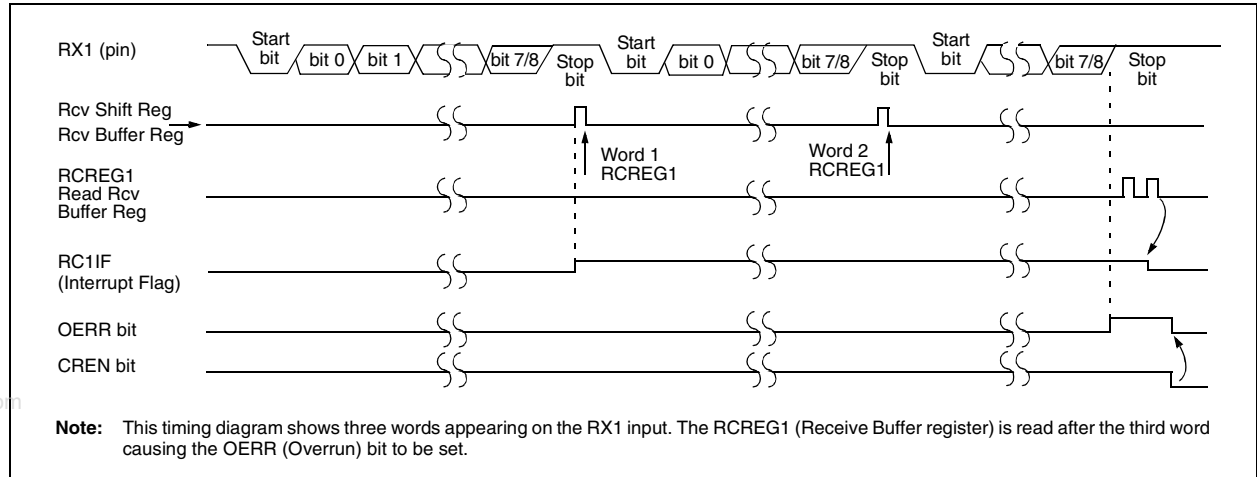 RX1 (pin)
Start bit
bit 0
bit 1
bit 7/8
Stop bit
Start bit
bit 0
bit 7/8
Stop bit
Start bit
bit 7/8
Stop bit
Rcv Shift Reg
Rcv Buffer Reg
Word 1
RCREG1
Word 2
RCREG1
RCREG1
Read Rcv
Buffer Reg
RC1IF
(Interrupt Flag)
OERR bit
CREN bit
om
Note: This timing diagram shows three words appearing on the RX1 input. The RCREG1 (Receive Buffer register) is read after the third word
causing the OERR (Overrun) bit to be set.